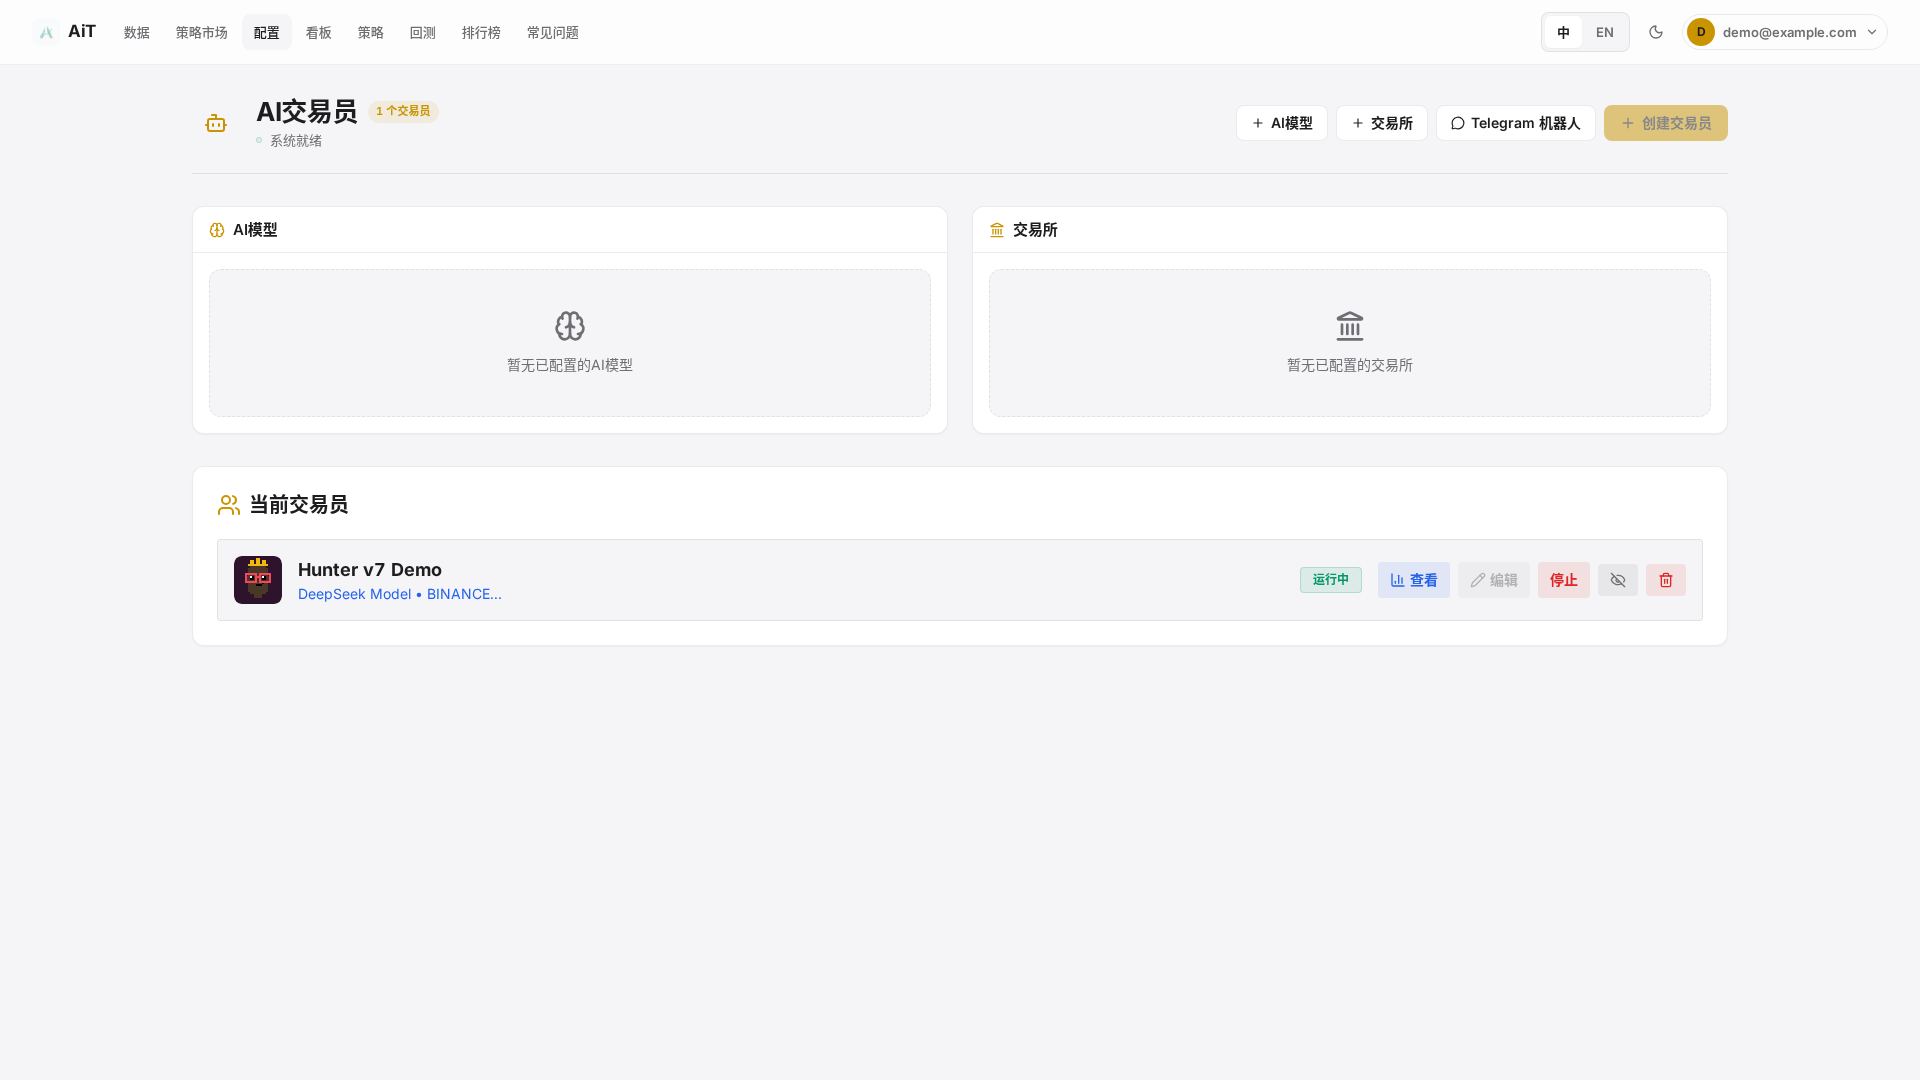 AiT 数据 策略市场 配置 看板 策略 回测 排行榜 常见问题 中 EN D demo@example.com
AI交易员 1 个交易员
系统就绪
AI模型 交易所 Telegram 机器人 创建交易员
AI模型
暂无已配置的AI模型
交易所
暂无已配置的交易所
当前交易员
Hunter v7 Demo
DeepSeek Model • BINANCE...
运行中 查看 编辑 停止